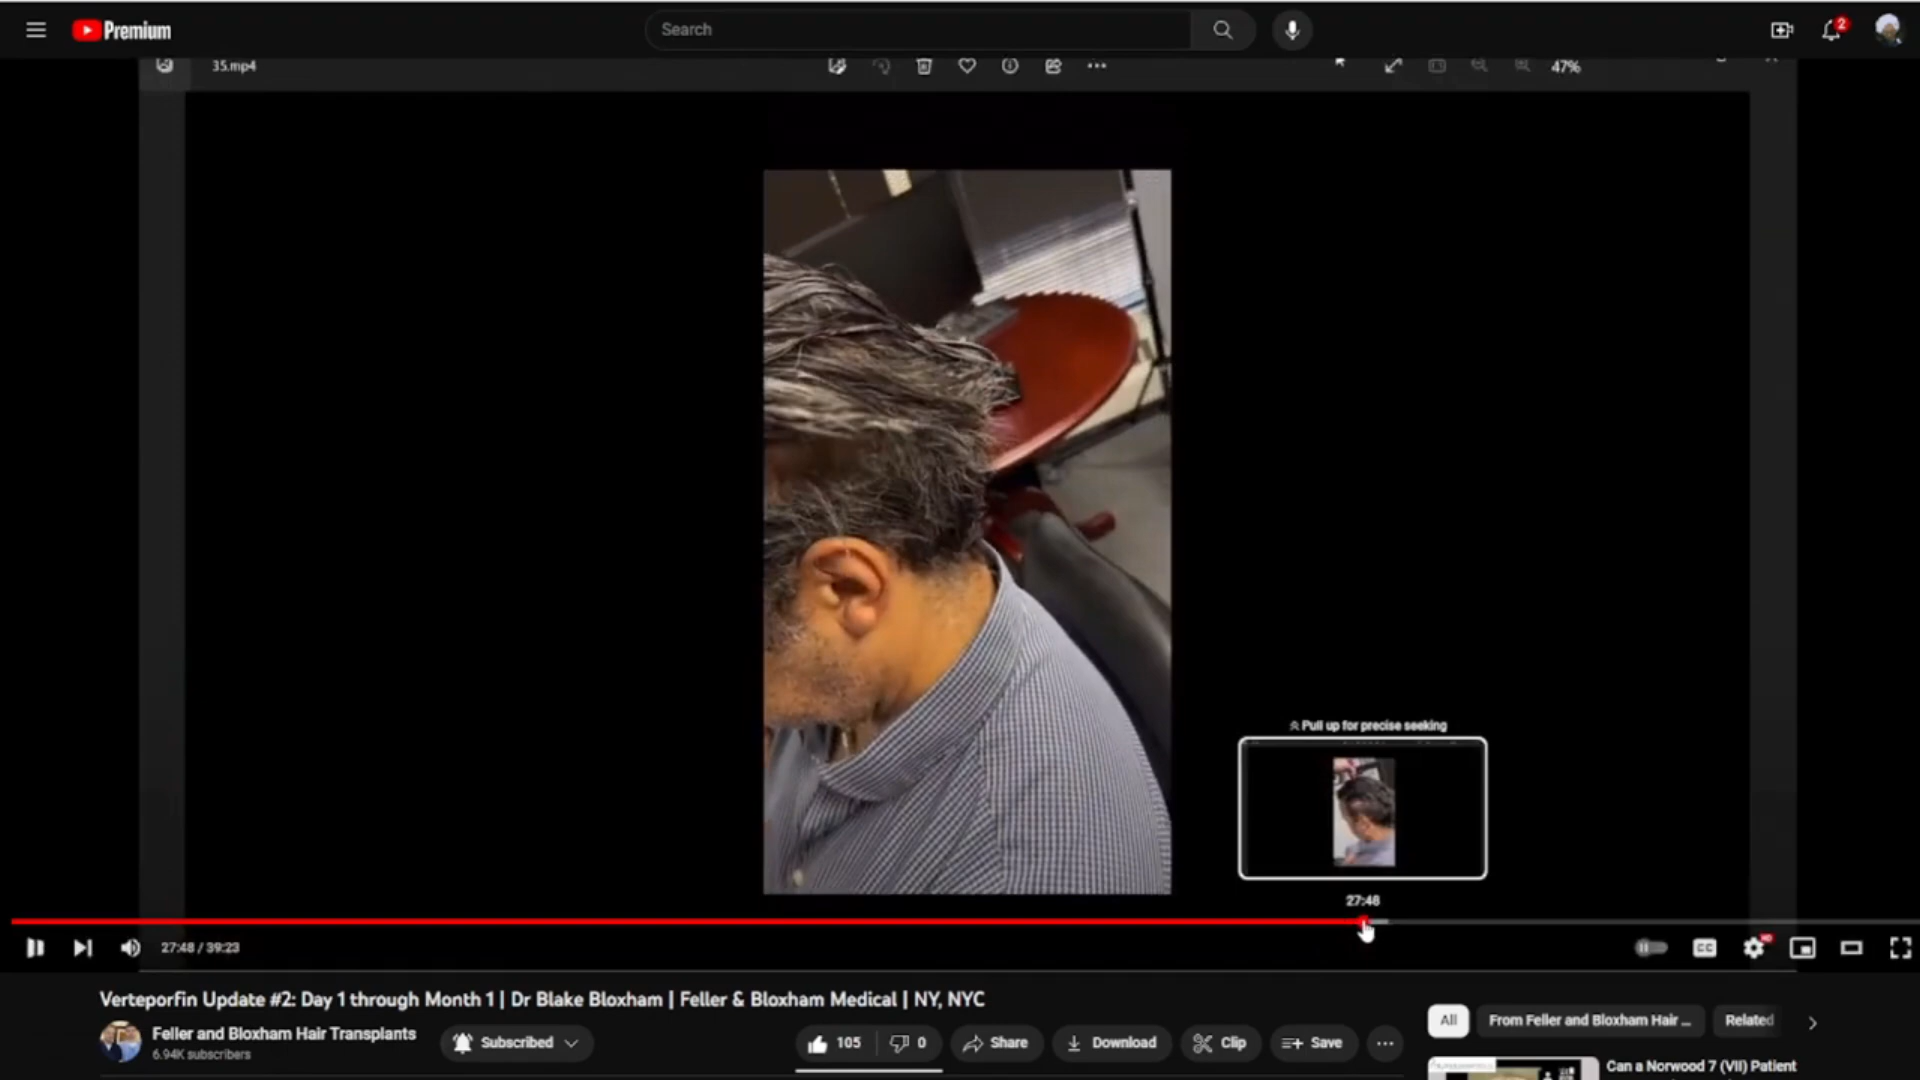 Premium
Search
2
35.mp4
47%
Pull up for precise seeking
27:48
27:48 / 39:23
CC
HD
Verteporfin Update #2: Day 1 through Month 1 | Dr Blake Bloxham | Feller & Bloxham Medical | NY, NYC
Feller and Bloxham Hair Transplants
6.94K subscribers
Subscribed
105
0
Share
Download
Clip
Save
All
From Feller and Bloxham Hair ...
Related
Can a Norwood 7 (VII) Patient